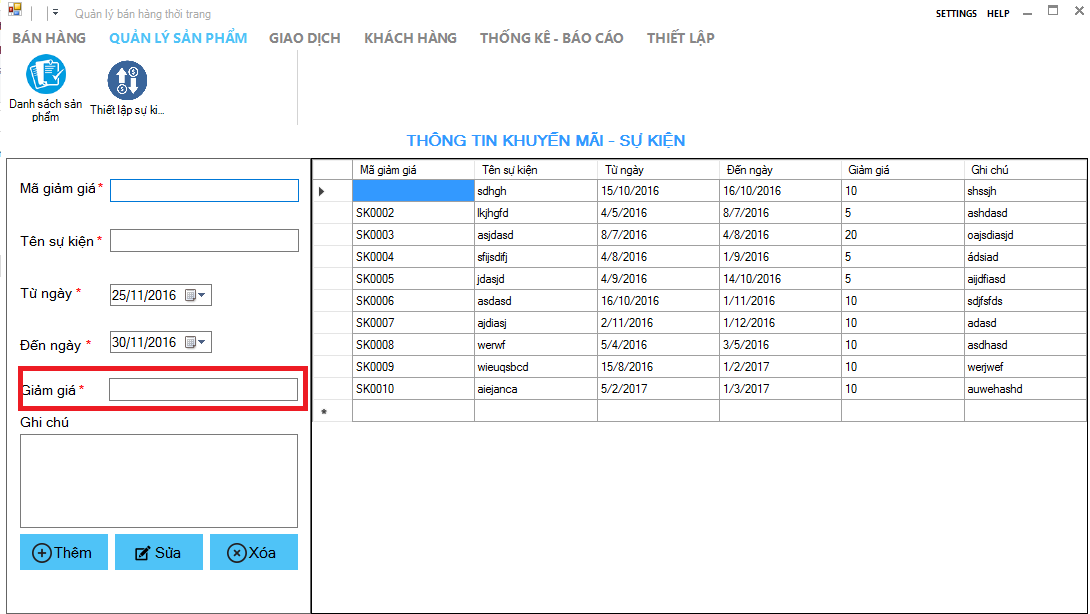 Quản lý bán hàng thời trang
SETTINGS HELP
BÁN HÀNG QUẢN LÝ SẢN PHẨM GIAO DỊCH KHÁCH HÀNG THỐNG KÊ - BÁO CÁO THIẾT LẬP
Danh sách sản phẩm
Thiết lập sự ki...
THÔNG TIN KHUYẾN MÃI - SỰ KIỆN
Mã giảm giá*
Tên sự kiện *
Từ ngày * 25/11/2016
Đến ngày * 30/11/2016
Giảm giá *
Ghi chú
Thêm Sửa Xóa
Mã giảm giá Tên sự kiện Từ ngày Đến ngày Giảm giá Ghi chú
sdhgh 15/10/2016 16/10/2016 10 shssjh
SK0002 lkjhgfd 4/5/2016 8/7/2016 5 ashdasd
SK0003 asjdasd 8/7/2016 4/8/2016 20 oajsdiasjd
SK0004 sfijsdifj 4/8/2016 1/9/2016 5 ádsiad
SK0005 jdasjd 4/9/2016 14/10/2016 5 aijdfiasd
SK0006 asdasd 16/10/2016 1/11/2016 10 sdjfsfds
SK0007 ajdiasj 2/11/2016 1/12/2016 10 adasd
SK0008 werwf 5/4/2016 3/5/2016 10 asdhasd
SK0009 wieuqsbcd 15/8/2016 1/2/2017 10 werjwef
SK0010 aiejanca 5/2/2017 1/3/2017 10 auwehashd
*